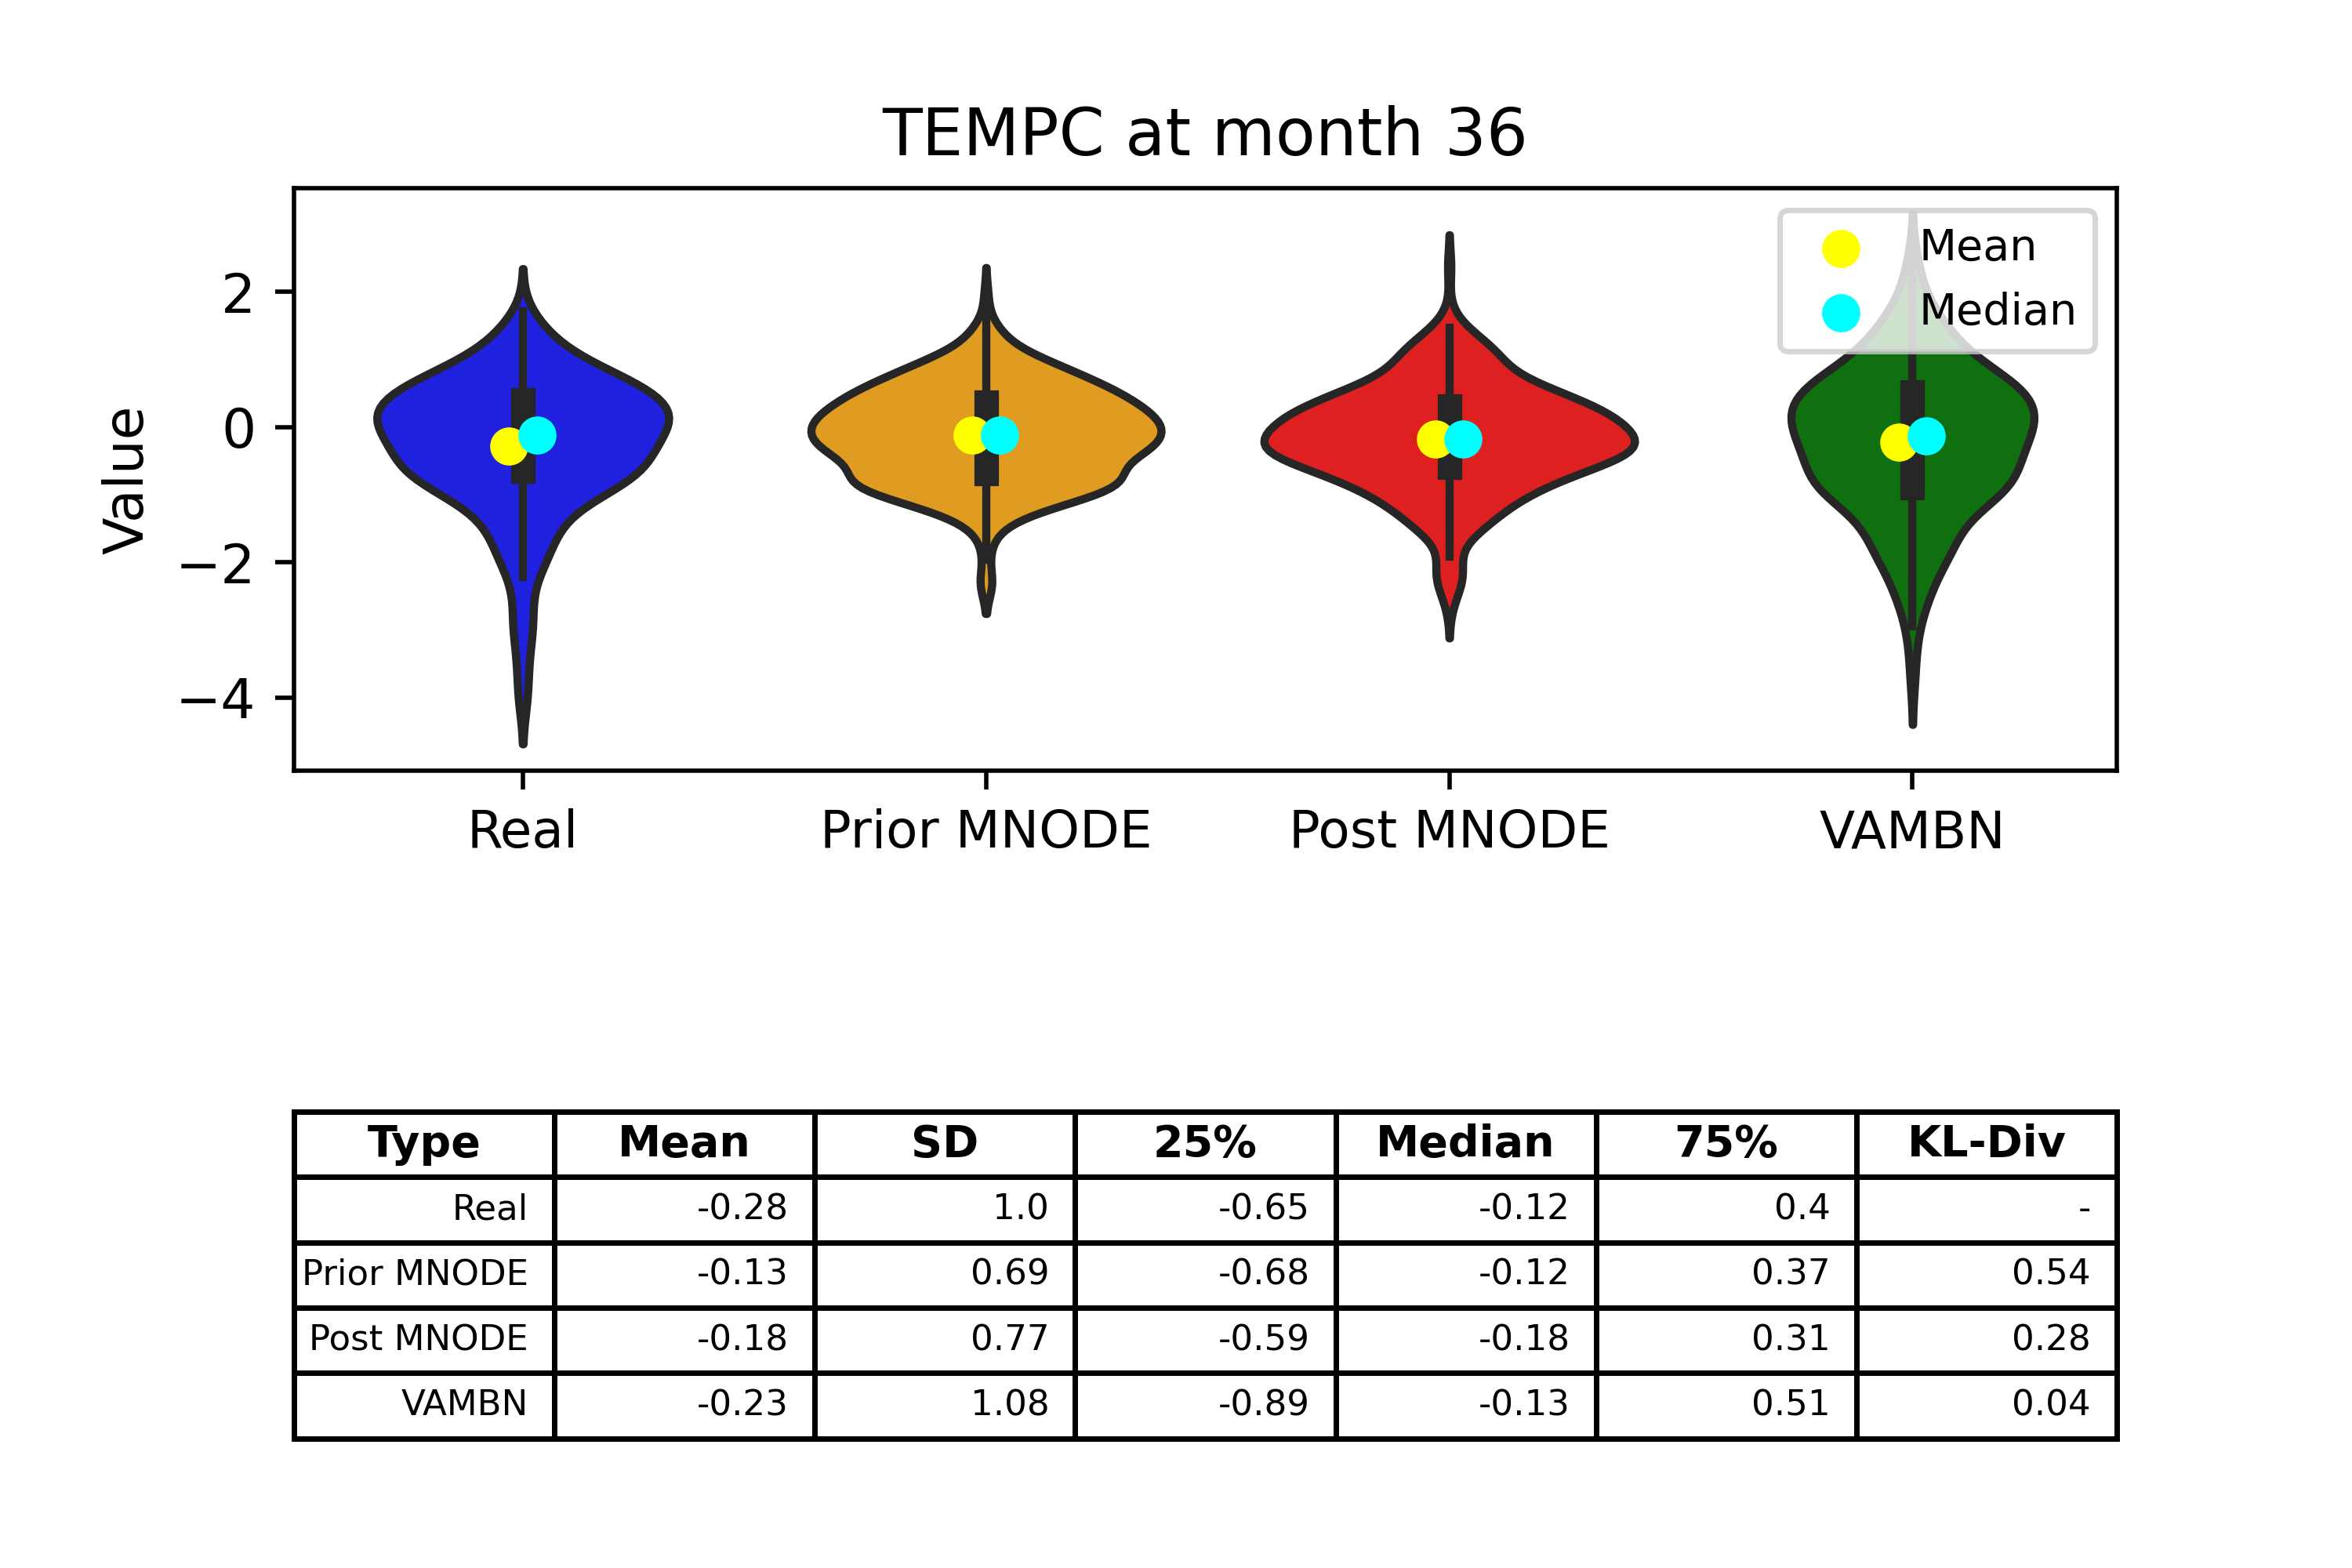 TEMPC at month 36
Mean
Median
Value
2
0
−2
−4
Real Prior MNODE Post MNODE VAMBN
Type Mean SD 25% Median 75% KL-Div
Real -0.28 1.0 -0.65 -0.12 0.4 -
Prior MNODE -0.13 0.69 -0.68 -0.12 0.37 0.54
Post MNODE -0.18 0.77 -0.59 -0.18 0.31 0.28
VAMBN -0.23 1.08 -0.89 -0.13 0.51 0.04